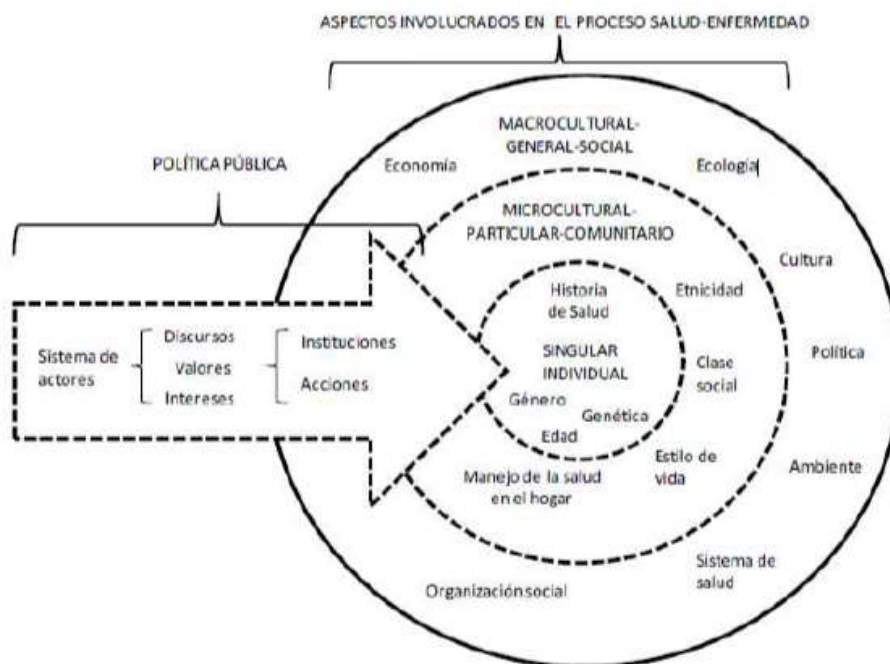 ASPECTOS INVOLUCRADOS EN EL PROCESO SALUD-ENFERMEDAD
MACROCULTURAL-
GENERAL-SOCIAL
Economía
Ecología
POLÍTICA PÚBLICA
MICROCULTURAL-
PARTICULAR-COMUNITARIO
Cultura
Historia
de Salud
Etnicidad
Sistema de
actores
Discursos
Valores
Intereses
Instituciones
Acciones
SINGULAR
INDIVIDUAL
Clase
social
Política
Género
Genética
Edad
Estilo de
vida
Manejo de la salud
en el hogar
Ambiente
Sistema de
salud
Organización social